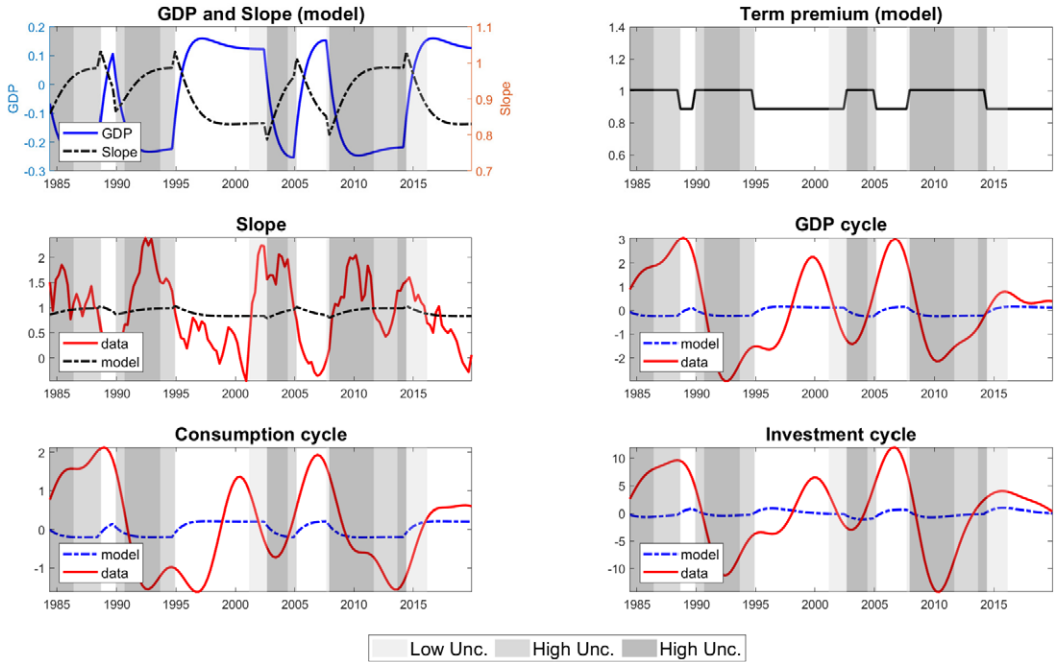 GDP and Slope (model)
0.2
0.1
0
-0.1
-0.2
-0.3
GDP
1.1
1
0.9
0.8
0.7
Slope
GDP
Slope
1985 1990 1995 2000 2005 2010 2015
Term premium (model)
1.4
1.2
1
0.8
0.6
1985 1990 1995 2000 2005 2010 2015
Slope
2
1.5
1
0.5
0
data
model
1985 1990 1995 2000 2005 2010 2015
GDP cycle
3
2
1
0
-1
-2
model
data
1985 1990 1995 2000 2005 2010 2015
Consumption cycle
2
1
0
-1
model
data
1985 1990 1995 2000 2005 2010 2015
Investment cycle
10
5
0
-5
-10
model
data
1985 1990 1995 2000 2005 2010 2015
Low Unc. High Unc. High Unc.